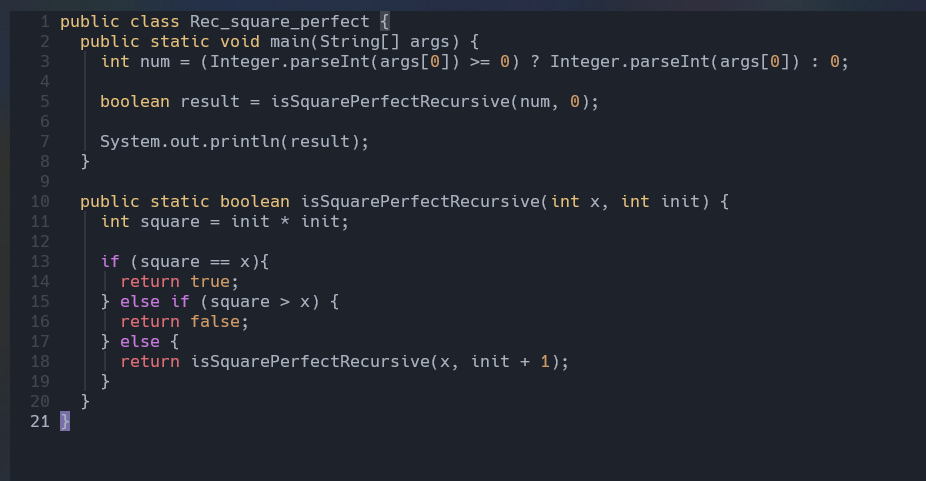 1 public class Rec_square_perfect {
2   public static void main(String[] args) {
3     int num = (Integer.parseInt(args[0]) >= 0) ? Integer.parseInt(args[0]) : 0;
4
5     boolean result = isSquarePerfectRecursive(num, 0);
6
7     System.out.println(result);
8   }
9
10   public static boolean isSquarePerfectRecursive(int x, int init) {
11     int square = init * init;
12
13     if (square == x){
14       return true;
15     } else if (square > x) {
16       return false;
17     } else {
18       return isSquarePerfectRecursive(x, init + 1);
19     }
20   }
21 }